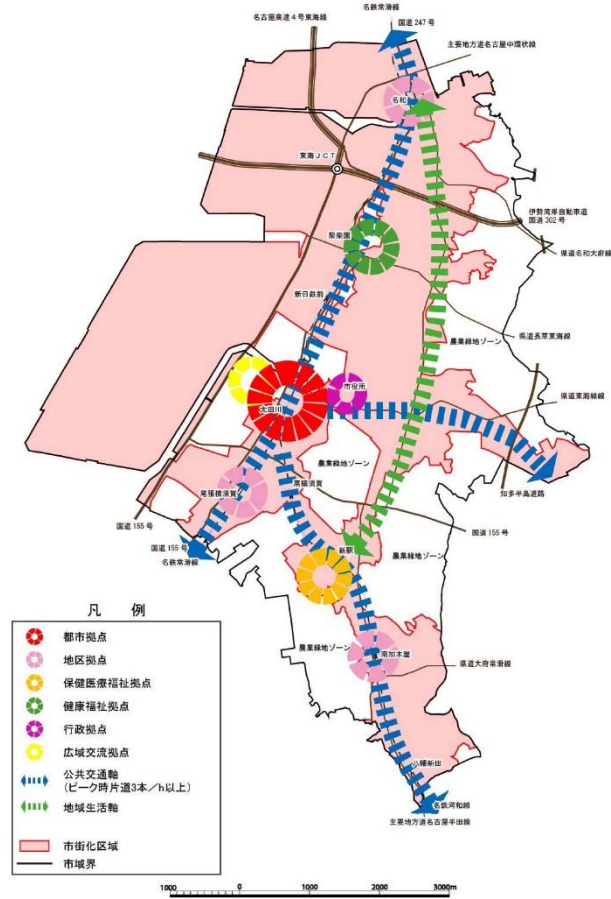 名古屋高速4号東海線
名鉄常滑線
国道247号
主要地方道名古屋中環状線
名和
東海JCT
伊勢湾岸自動車道
国道302号
県道名和大府線
聚楽園
新日鉄前
県道長草東海線
農業緑地ゾーン
市役所
太田川
県道東海緑線
農業緑地ゾーン
高横須賀
尾張横須賀
知多半島道路
国道155号
国道155号
国道155号
名鉄常滑線
新駅
農業緑地ゾーン
農業緑地ゾーン
南加木屋
県道大府常滑線
八幡新田
名鉄河和線
主要地方道名古屋半田線
凡 例
都市拠点
地区拠点
保健医療福祉拠点
健康福祉拠点
行政拠点
広域交流拠点
公共交通軸
(ピーク時片道3本/h以上)
地域生活軸
市街化区域
市域界
1000 0 1000 2000 3000m